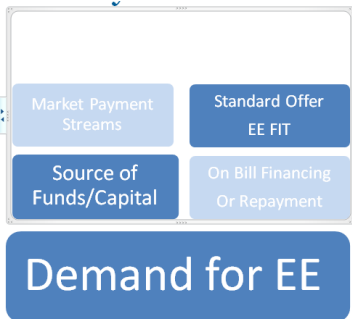 Market Payment
Streams
Standard Offer
EE FIT
Source of
Funds/Capital
On Bill Financing
Or Repayment
Demand for EE